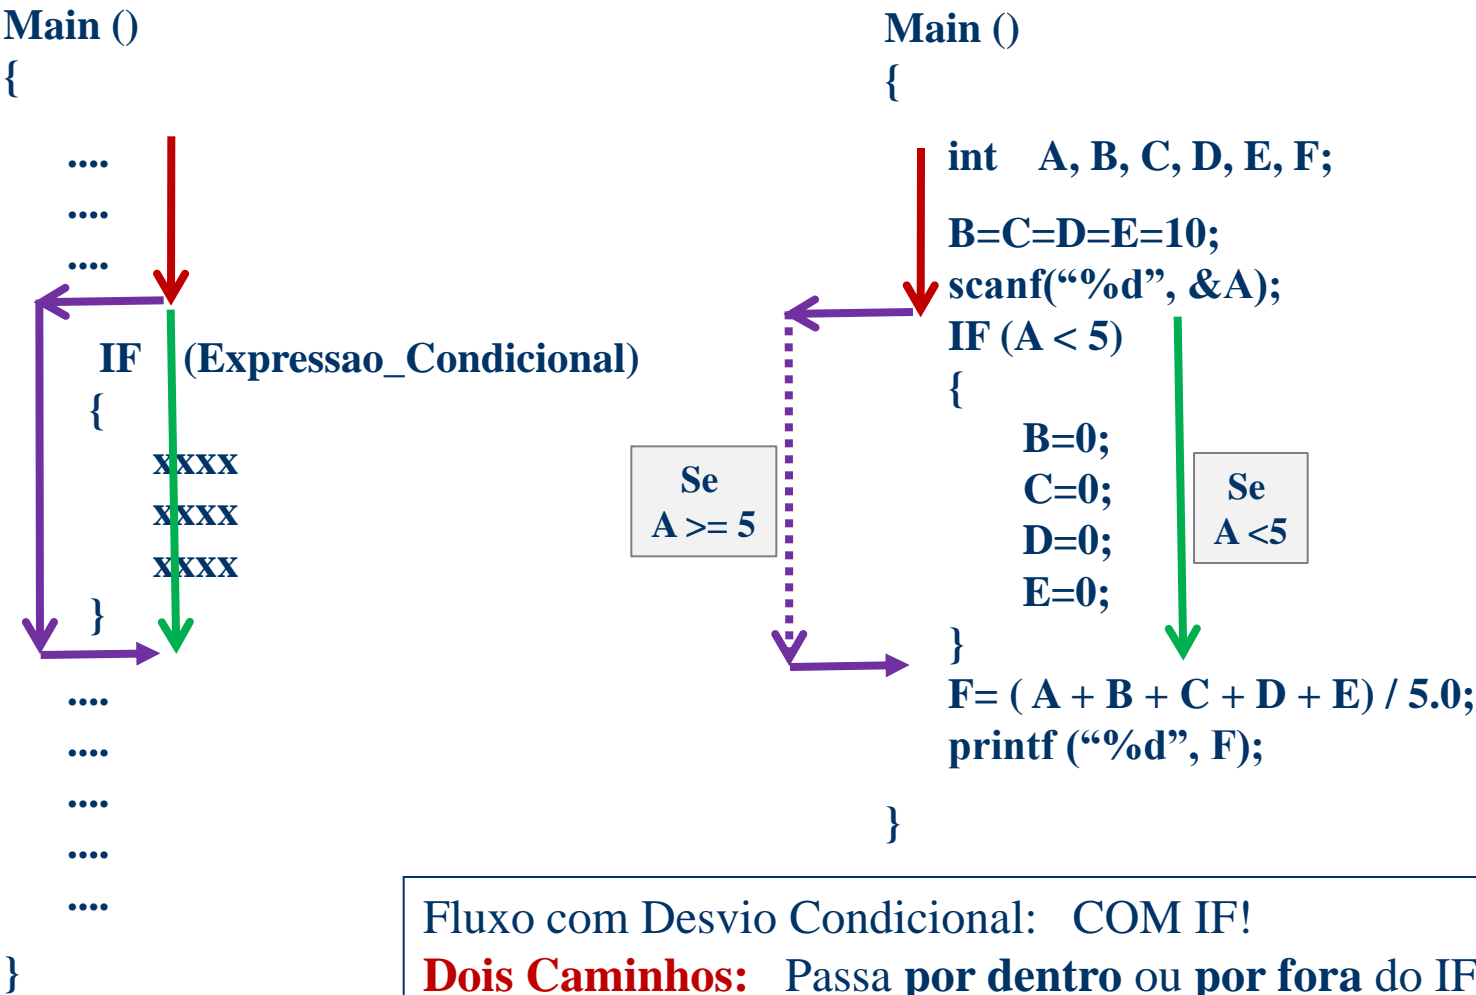 Main ()
{
....
....
....
IF (Expressao_Condicional)
{
xxxx
xxxx
xxxx
}
....
....
....
....
....
}
Main ()
{
int A, B, C, D, E, F;
B=C=D=E=10;
scanf(“%d”, &A);
IF (A < 5)
{
B=0;
C=0;
D=0;
E=0;
}
F= ( A + B + C + D + E) / 5.0;
printf (“%d”, F);
}
Se
A >= 5
Se
A <5
Fluxo com Desvio Condicional: COM IF!
Dois Caminhos: Passa por dentro ou por fora do IF